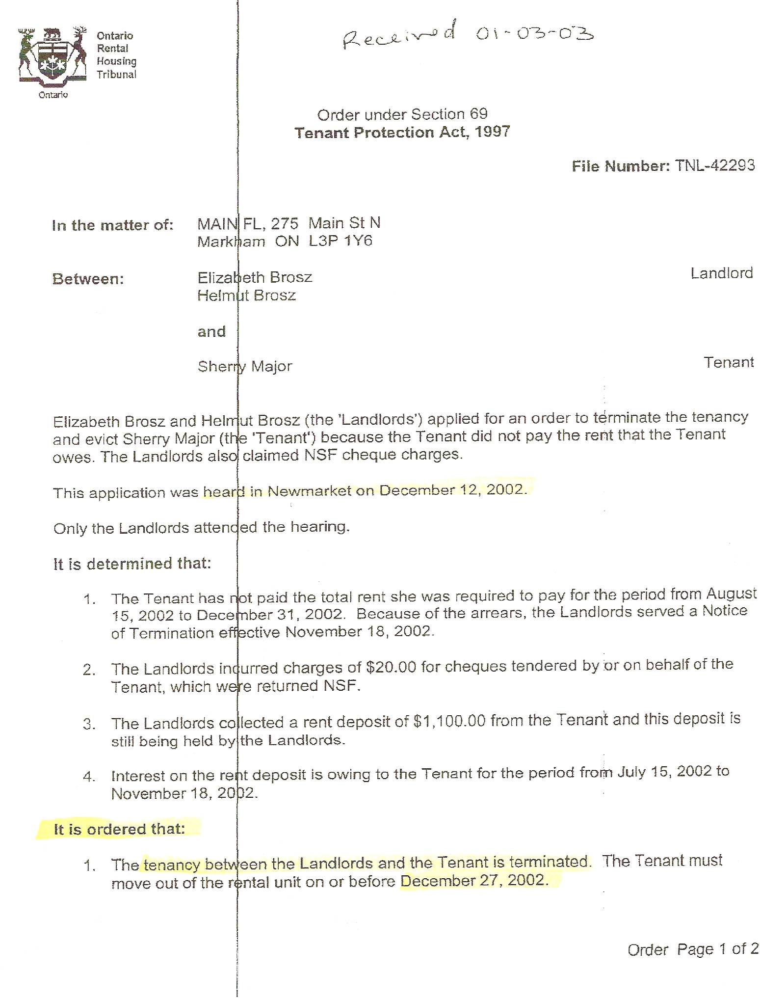 Received 01-03-03
Ontario
Rental
Housing
Tribunal
Ontario
Order under Section 69
Tenant Protection Act, 1997
File Number: TNL-42293
In the matter of: MAIN FL, 275 Main St N
Markham ON L3P 1Y6
Between: Elizabeth Brosz Landlord
Helmut Brosz
and
Sherry Major Tenant
Elizabeth Brosz and Helmut Brosz (the 'Landlords') applied for an order to terminate the tenancy
and evict Sherry Major (the 'Tenant') because the Tenant did not pay the rent that the Tenant
owes. The Landlords also claimed NSF cheque charges.
This application was heard in Newmarket on December 12, 2002.
Only the Landlords attended the hearing.
It is determined that:
1. The Tenant has not paid the total rent she was required to pay for the period from August
15, 2002 to December 31, 2002. Because of the arrears, the Landlords served a Notice
of Termination effective November 18, 2002.
2. The Landlords incurred charges of $20.00 for cheques tendered by or on behalf of the
Tenant, which were returned NSF.
3. The Landlords collected a rent deposit of $1,100.00 from the Tenant and this deposit is
still being held by the Landlords.
4. Interest on the rent deposit is owing to the Tenant for the period from July 15, 2002 to
November 18, 2002.
It is ordered that:
1. The tenancy between the Landlords and the Tenant is terminated. The Tenant must
move out of the rental unit on or before December 27, 2002.
Order Page 1 of 2